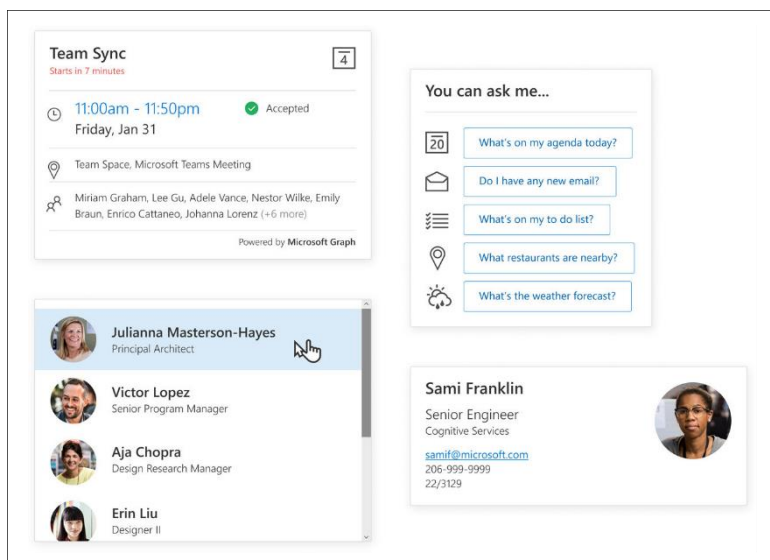 Team Sync
Starts in 7 minutes
4
11:00am - 11:50pm
Accepted
Friday, Jan 31
Team Space, Microsoft Teams Meeting
Miriam Graham, Lee Gu, Adele Vance, Nestor Wilke, Emily
Braun, Enrico Cattaneo, Johanna Lorenz (+6 more)
Powered by Microsoft Graph
You can ask me...
20
What's on my agenda today?
Do I have any new email?
What's on my to do list?
What restaurants are nearby?
What's the weather forecast?
Julianna Masterson-Hayes
Principal Architect
Victor Lopez
Senior Program Manager
Aja Chopra
Design Research Manager
Erin Liu
Designer II
Sami Franklin
Senior Engineer
Cognitive Services
samif@microsoft.com
206-999-9999
22/3129